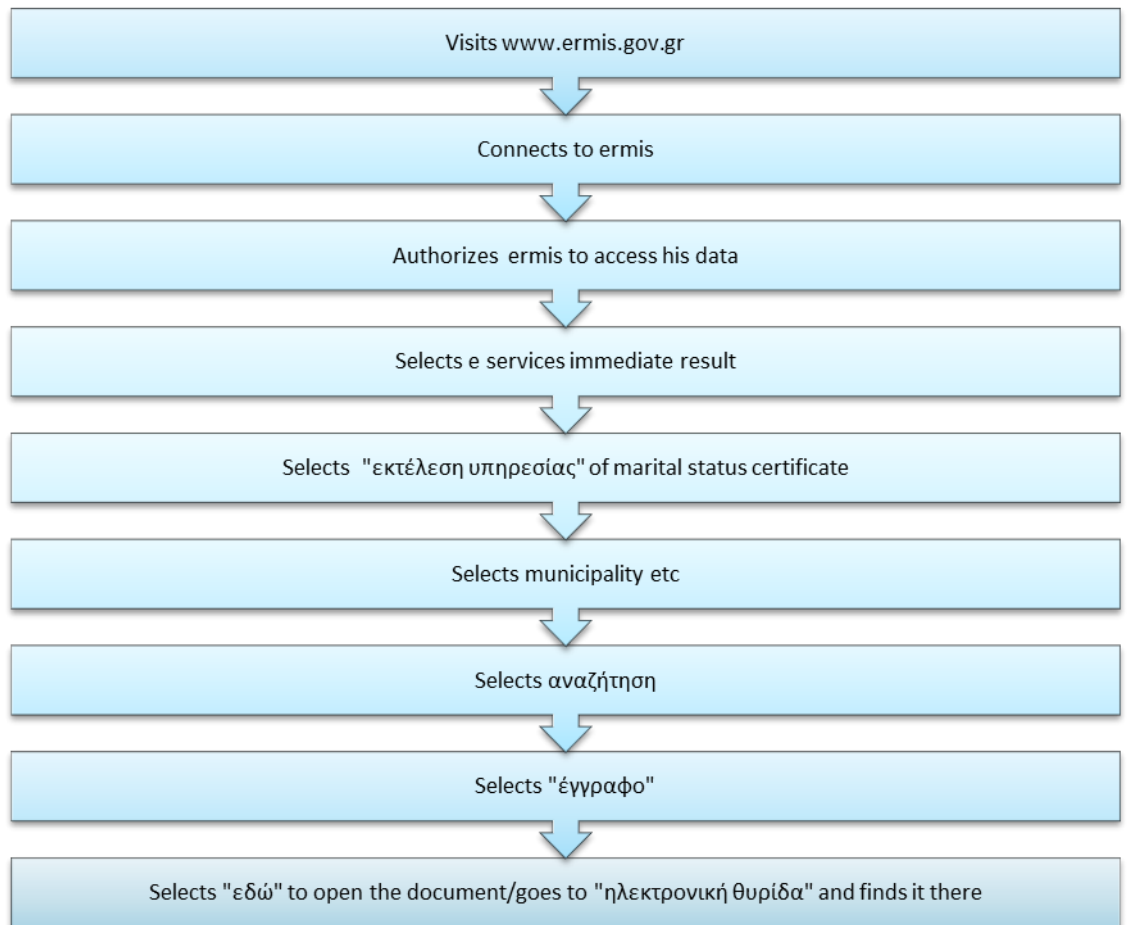 Visits www.ermis.gov.gr
Connects to ermis
Authorizes ermis to access his data
Selects e services immediate result
Selects "εκτέλεση υπηρεσίας" of marital status certificate
Selects municipality etc
Selects αναζήτηση
Selects "έγγραφο"
Selects "εδώ" to open the document/goes to "ηλεκτρονική θυρίδα" and finds it there